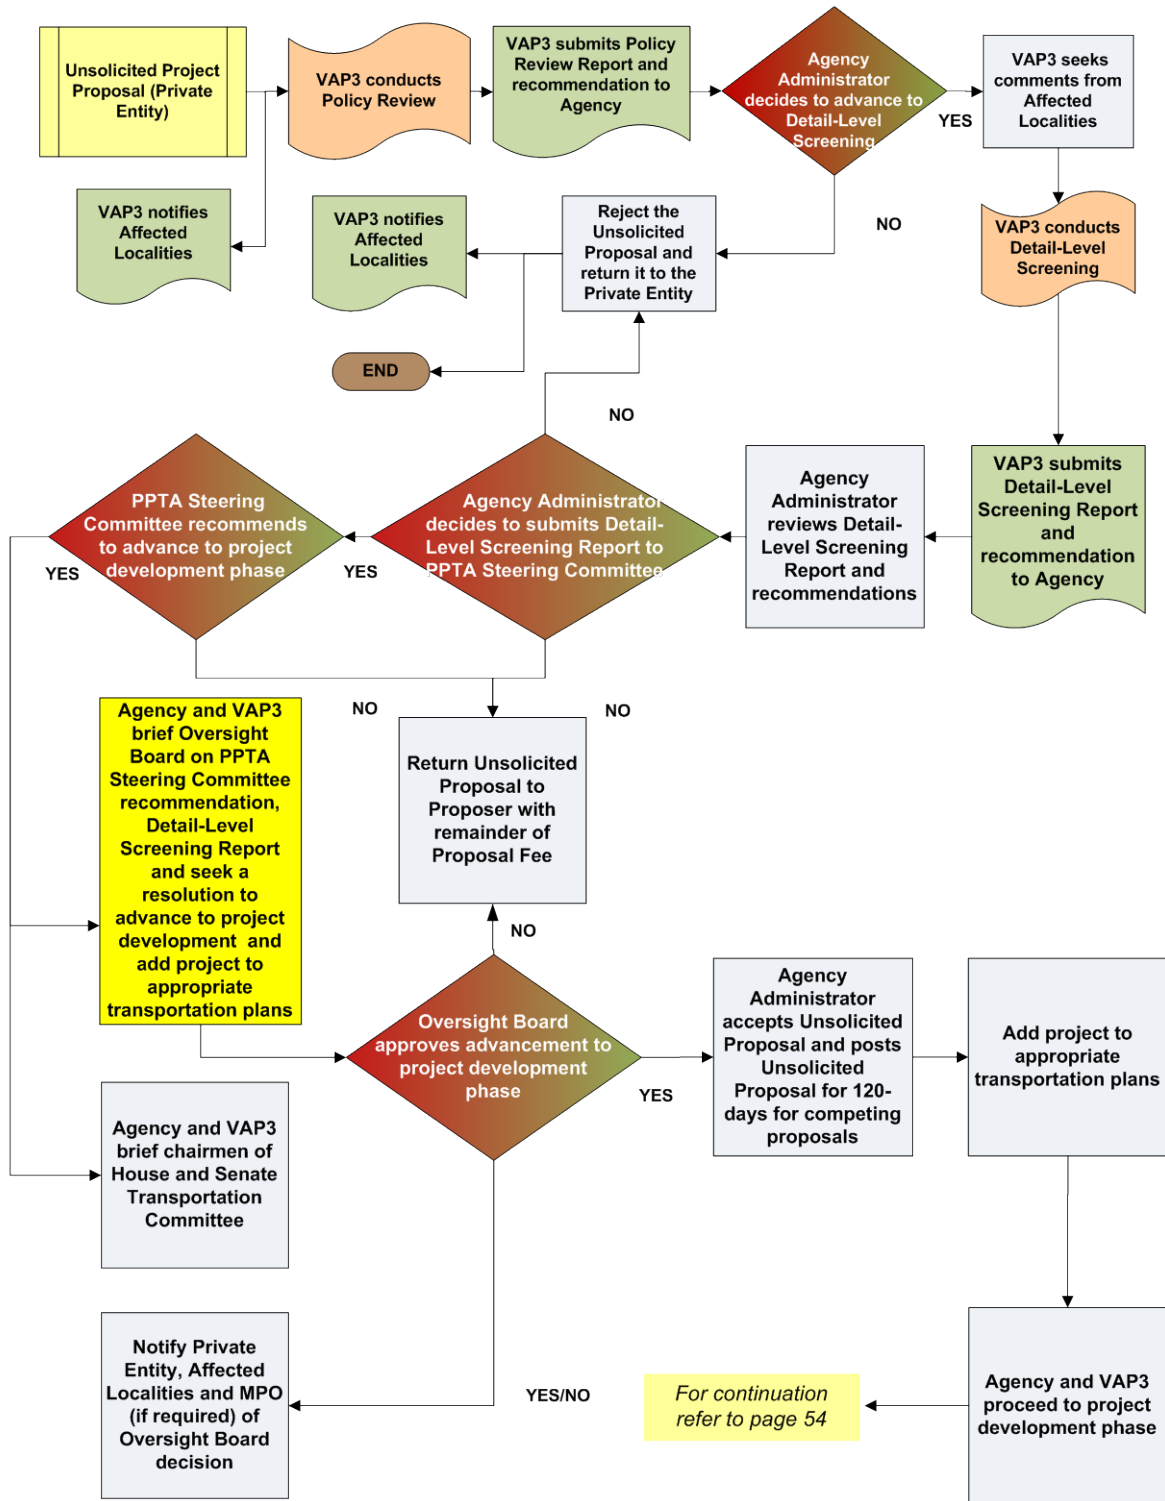 Unsolicited Project
Proposal (Private
Entity)
VAP3 conducts
Policy Review
VAP3 submits Policy
Review Report and
recommendation to
Agency
Agency
Administrator
decides to advance to
Detail-Level
Screening
YES
VAP3 seeks
comments from
Affected
Localities
VAP3 notifies
Affected
Localities
VAP3 notifies
Affected
Localities
Reject the
Unsolicited
Proposal and
return it to the
Private Entity
NO
VAP3 conducts
Detail-Level
Screening
END
NO
PPTA Steering
Committee recommends
to advance to project
development phase
YES
Agency Administrator
decides to submits Detail-
Level Screening Report to
PPTA Steering Committee
YES
Agency
Administrator
reviews Detail-
Level Screening
Report and
recommendations
VAP3 submits
Detail-Level
Screening Report
and
recommendation
to Agency
NO
NO
Agency and VAP3
brief Oversight
Board on PPTA
Steering Committee
recommendation,
Detail-Level
Screening Report
and seek a
resolution to
advance to project
development and
add project to
appropriate
transportation plans
Return Unsolicited
Proposal to
Proposer with
remainder of
Proposal Fee
NO
Oversight Board
approves advancement to
project development
phase
YES
Agency
Administrator
accepts Unsolicited
Proposal and posts
Unsolicited
Proposal for 120-
days for competing
proposals
Add project to
appropriate
transportation plans
Agency and VAP3
brief chairmen of
House and Senate
Transportation
Committee
Notify Private
Entity, Affected
Localities and MPO
(if required) of
Oversight Board
decision
YES/NO
For continuation
refer to page 54
Agency and VAP3
proceed to project
development phase